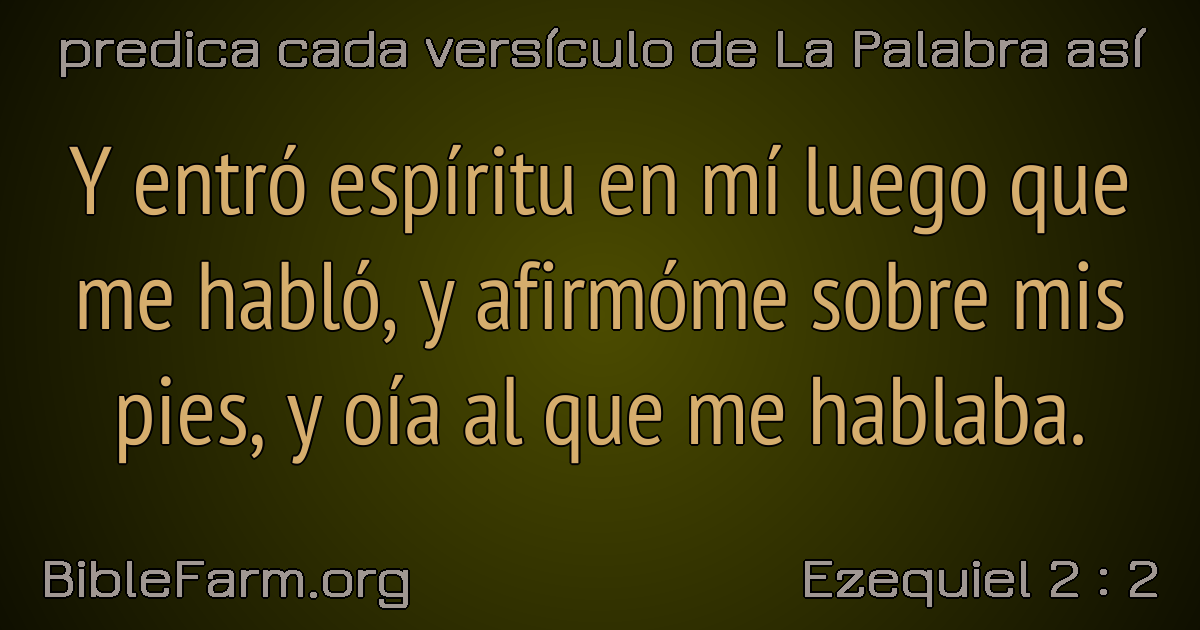 predica cada versículo de La Palabra así
Y entró espíritu en mí luego que
me habló, y afirmóme sobre mis
pies, y oía al que me hablaba.
BibleFarm.org
Ezequiel 2 : 2